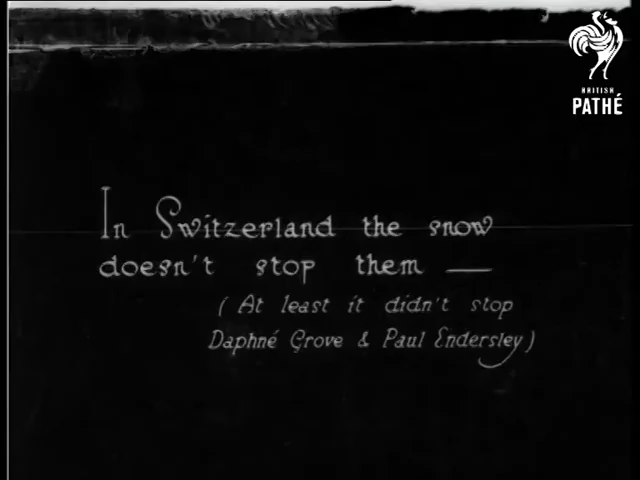 BRITISH
PATHÉ
In Switzerland the snow
doesn't stop them —
(At least it didn't stop
Daphné Grove & Paul Endersley)